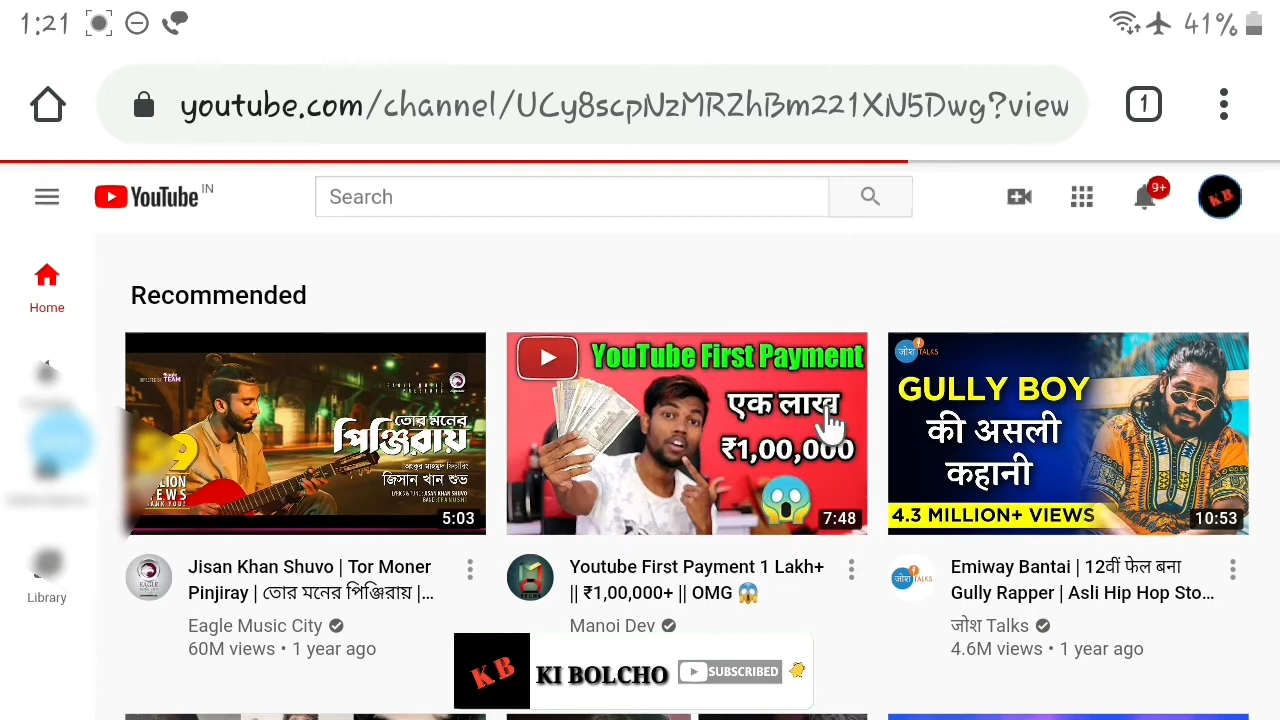 1:21
41%
youtube.com/channel/UCy8scpNzMRZhBm221XN5Dwg?view
1
YouTube IN
Search
9+
KB
Home
Recommended
EAGLE MUSIC
তোর মনের
পিঞ্জিরায়
জিসান খান শুভ
5:03
YouTube First Payment
एक लाख
₹1,00,000
7:48
जोश TALKS
GULLY BOY
की असली
कहानी
4.3 MILLION+ VIEWS
10:53
Jisan Khan Shuvo | Tor Moner
Pinjiray | তোর মনের পিঞ্জিরায় |...
Eagle Music City
60M views • 1 year ago
Youtube First Payment 1 Lakh+
|| ₹1,00,000+ || OMG 😱
Manoj Dey
Emiway Bantai | 12वीं फेल बना
Gully Rapper | Asli Hip Hop Sto...
जोश Talks
4.6M views • 1 year ago
Library
KB
KI BOLCHO
SUBSCRIBED